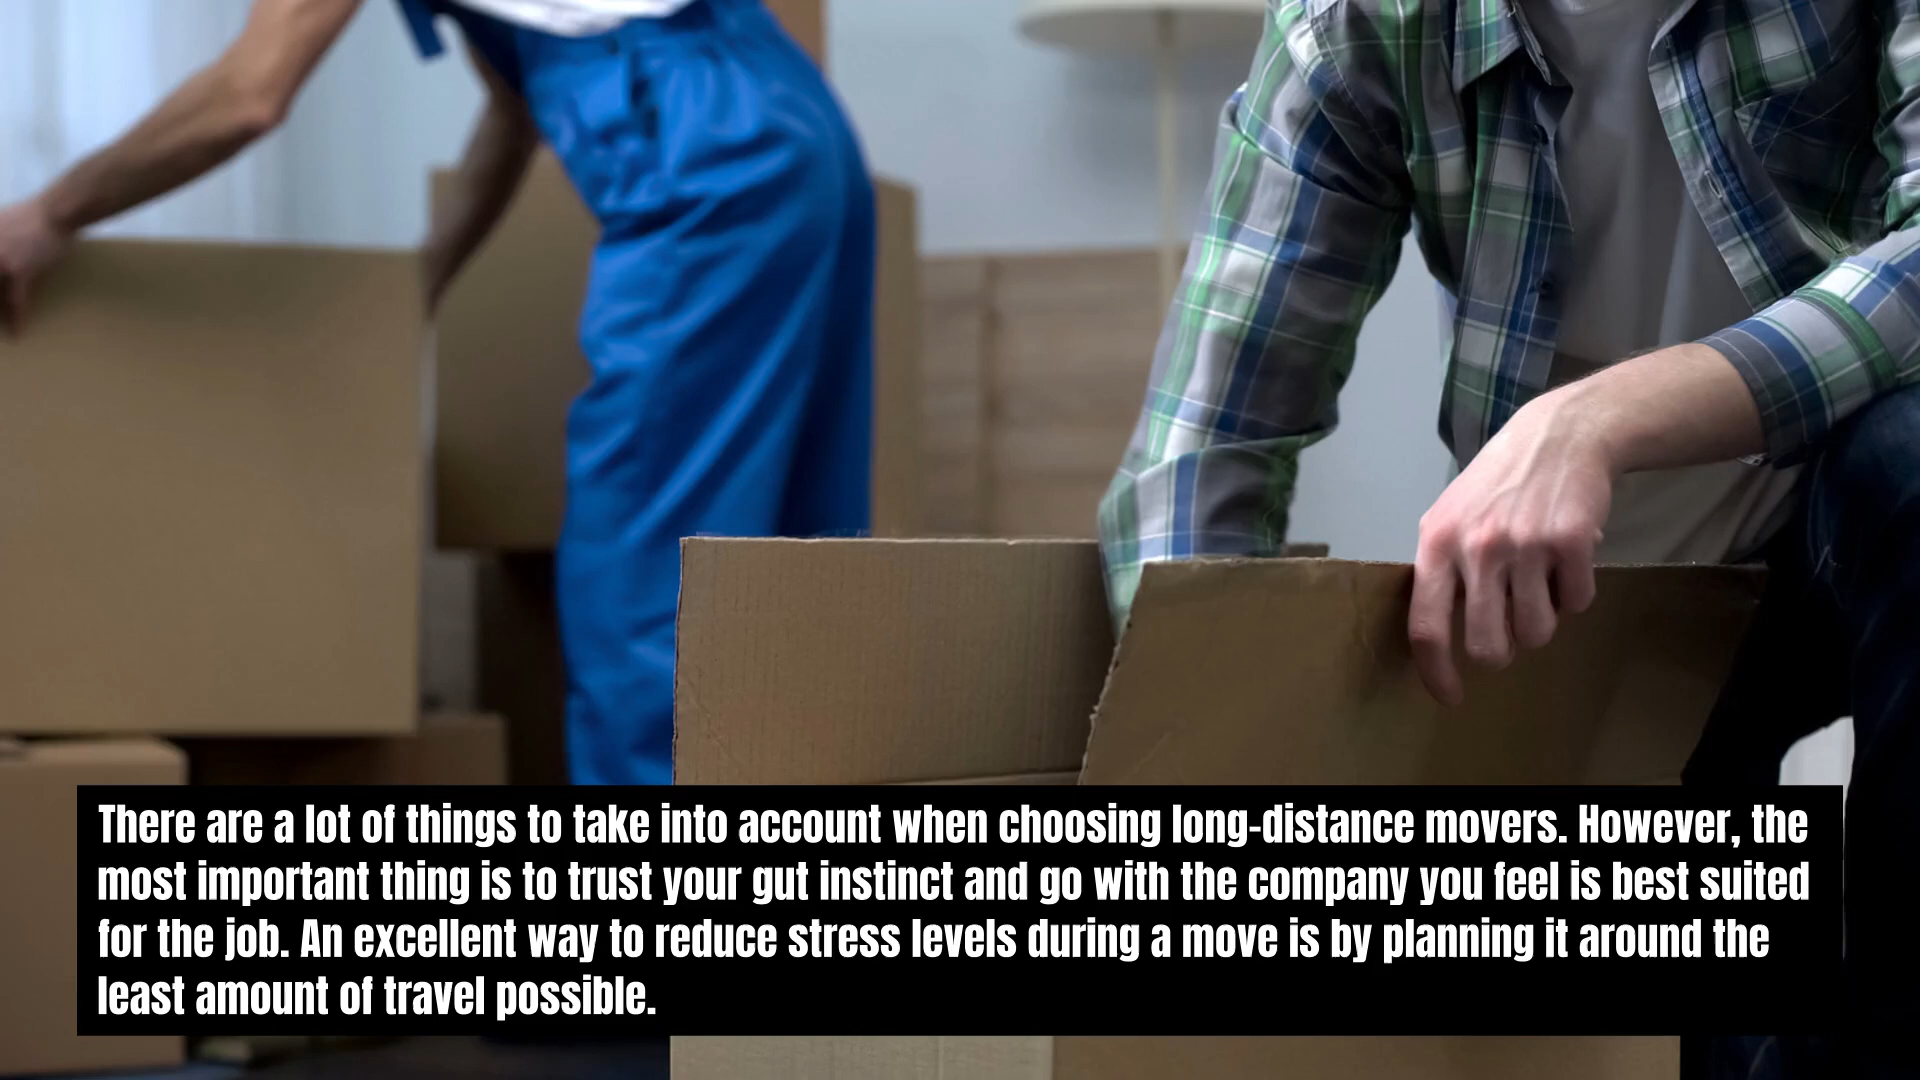 There are a lot of things to take into account when choosing long-distance movers. However, the
most important thing is to trust your gut instinct and go with the company you feel is best suited
for the job. An excellent way to reduce stress levels during a move is by planning it around the
least amount of travel possible.